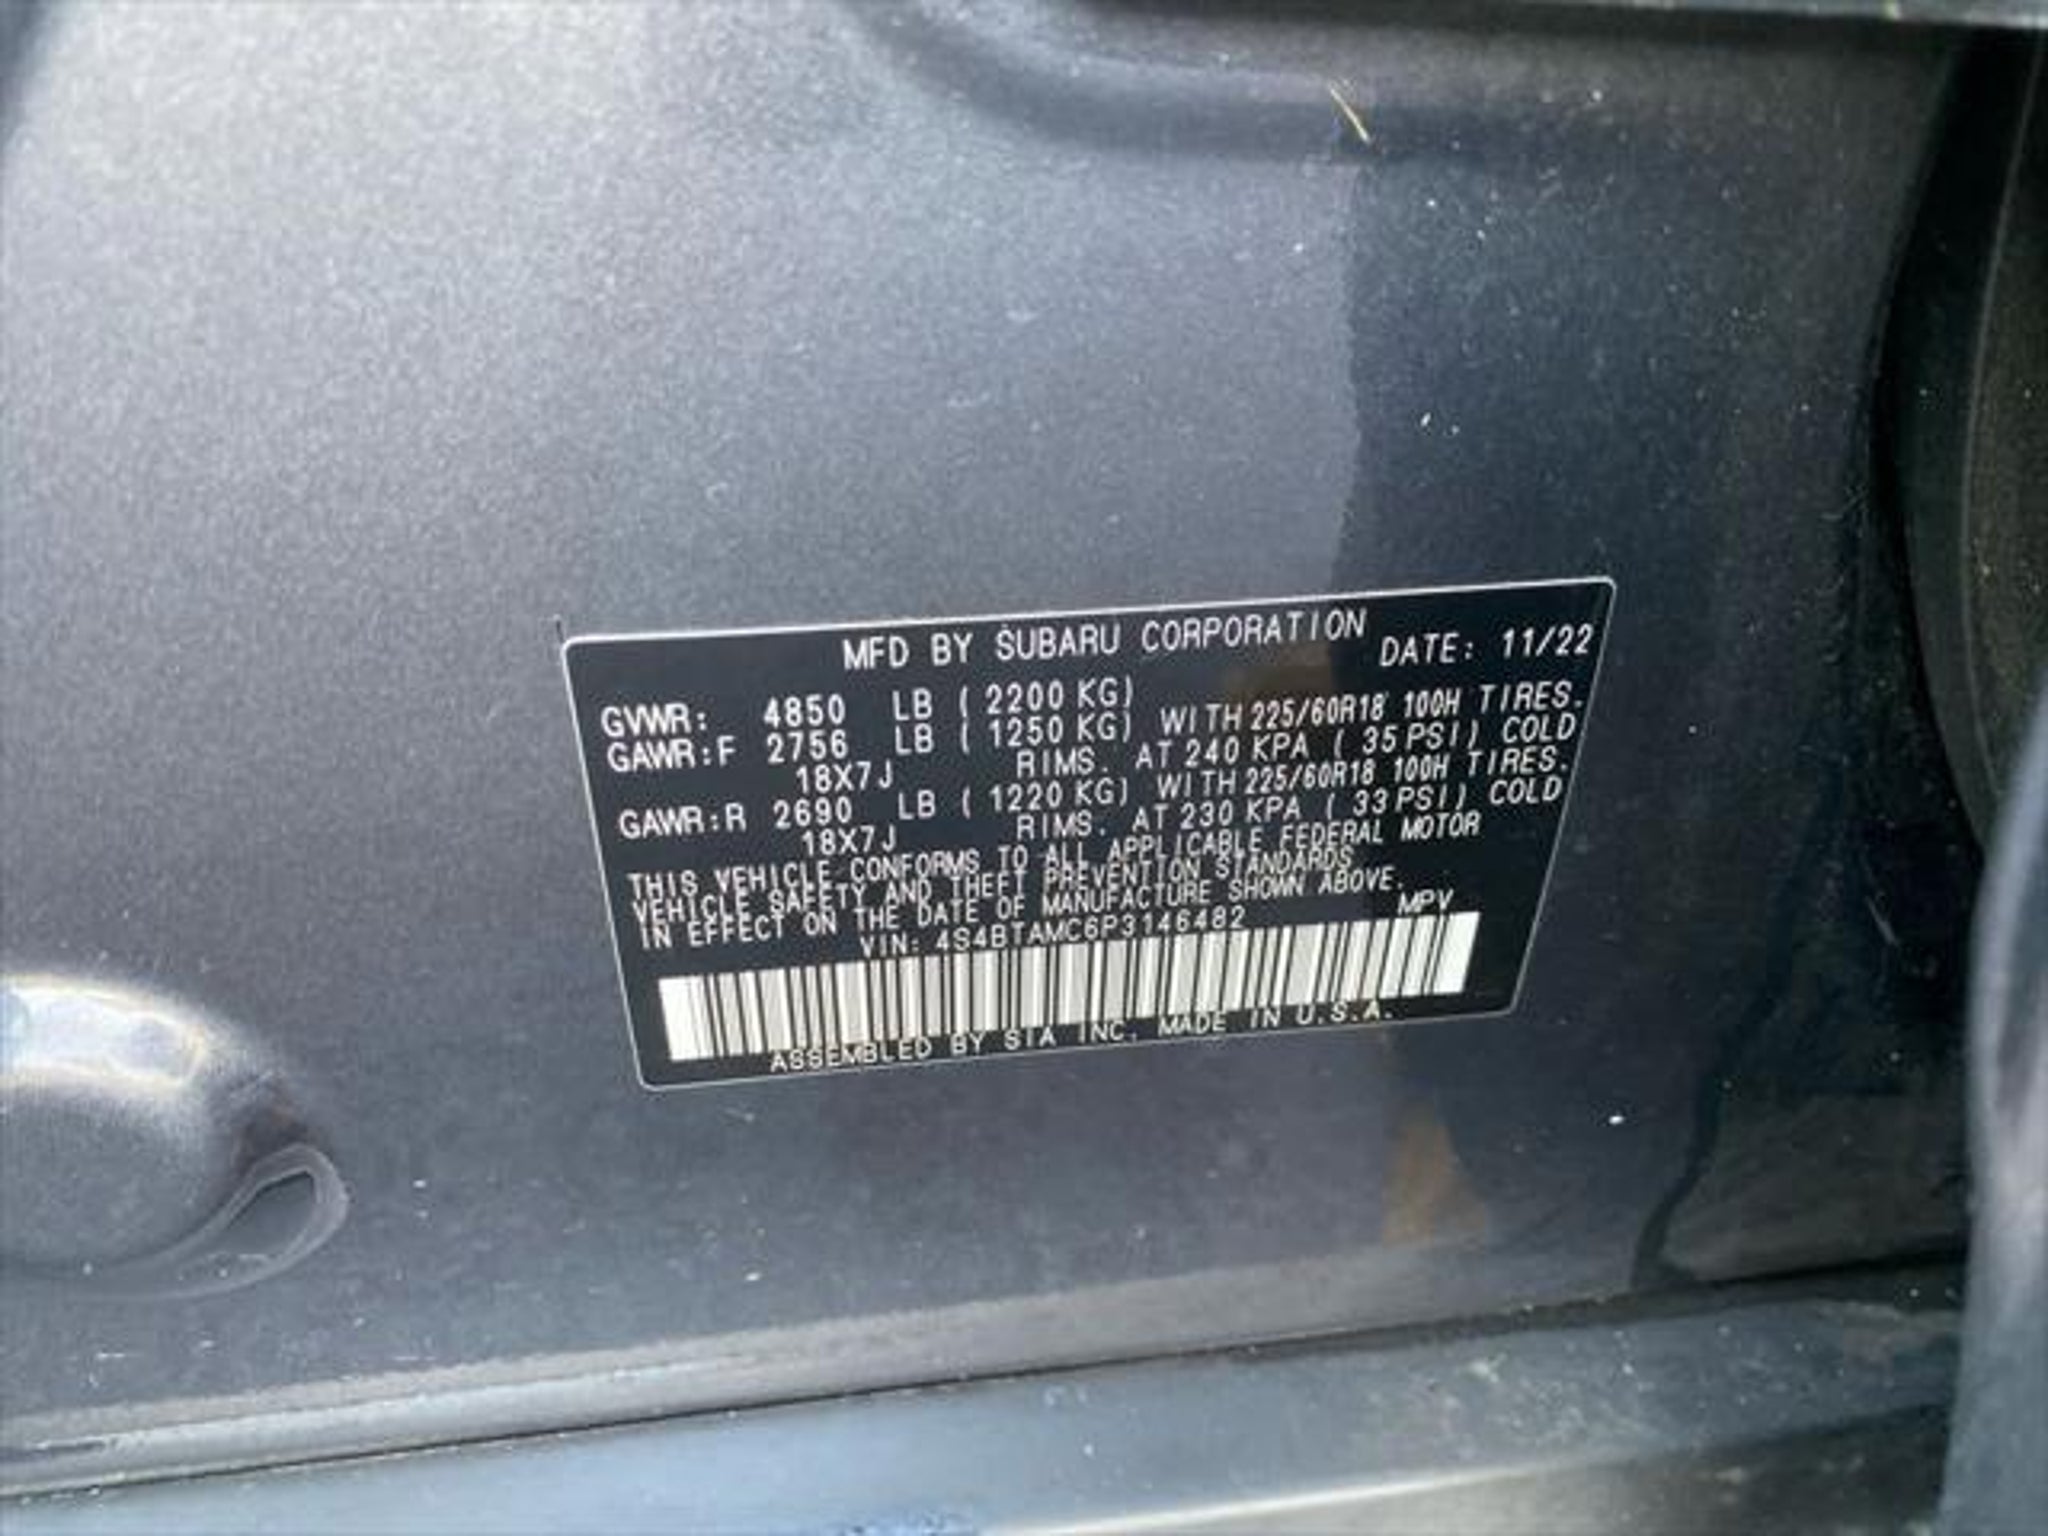 MFD BY SUBARU CORPORATION DATE: 11/22
GVWR: 4850 LB ( 2200 KG)
GAWR:F 2756 LB ( 1250 KG) WITH 225/60R18 100H TIRES.
18X7J RIMS. AT 240 KPA ( 35 PSI) COLD
GAWR:R 2690 LB ( 1220 KG) WITH 225/60R18 100H TIRES.
18X7J RIMS. AT 230 KPA ( 33 PSI) COLD
THIS VEHICLE CONFORMS TO ALL APPLICABLE FEDERAL MOTOR
VEHICLE SAFETY AND THEFT PREVENTION STANDARDS
IN EFFECT ON THE DATE OF MANUFACTURE SHOWN ABOVE.
VIN: 4S4BTAMC6P3146482 MPV
ASSEMBLED BY SIA INC. MADE IN U.S.A.